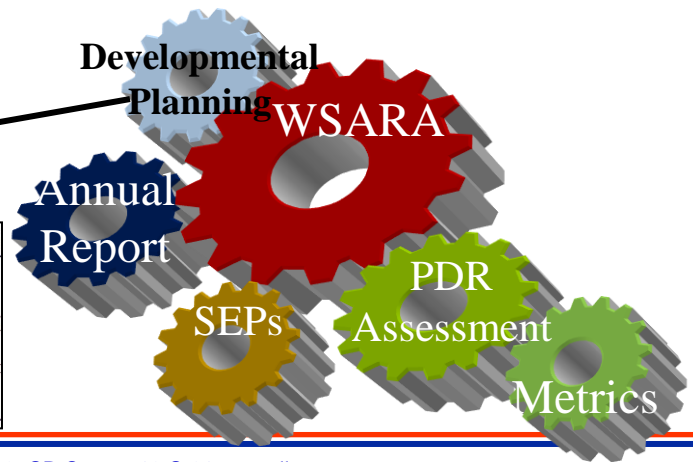 Developmental
Planning
WSARA
Annual
Report
PDR
Assessment
SEPs
Metrics